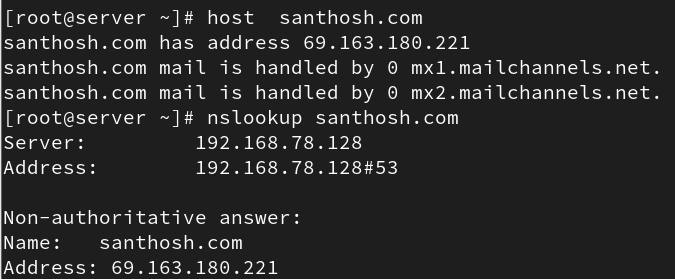 [root@server ~]# host  santhosh.com
santhosh.com has address 69.163.180.221
santhosh.com mail is handled by 0 mx1.mailchannels.net.
santhosh.com mail is handled by 0 mx2.mailchannels.net.
[root@server ~]# nslookup santhosh.com
Server:         192.168.78.128
Address:        192.168.78.128#53

Non-authoritative answer:
Name:   santhosh.com
Address: 69.163.180.221